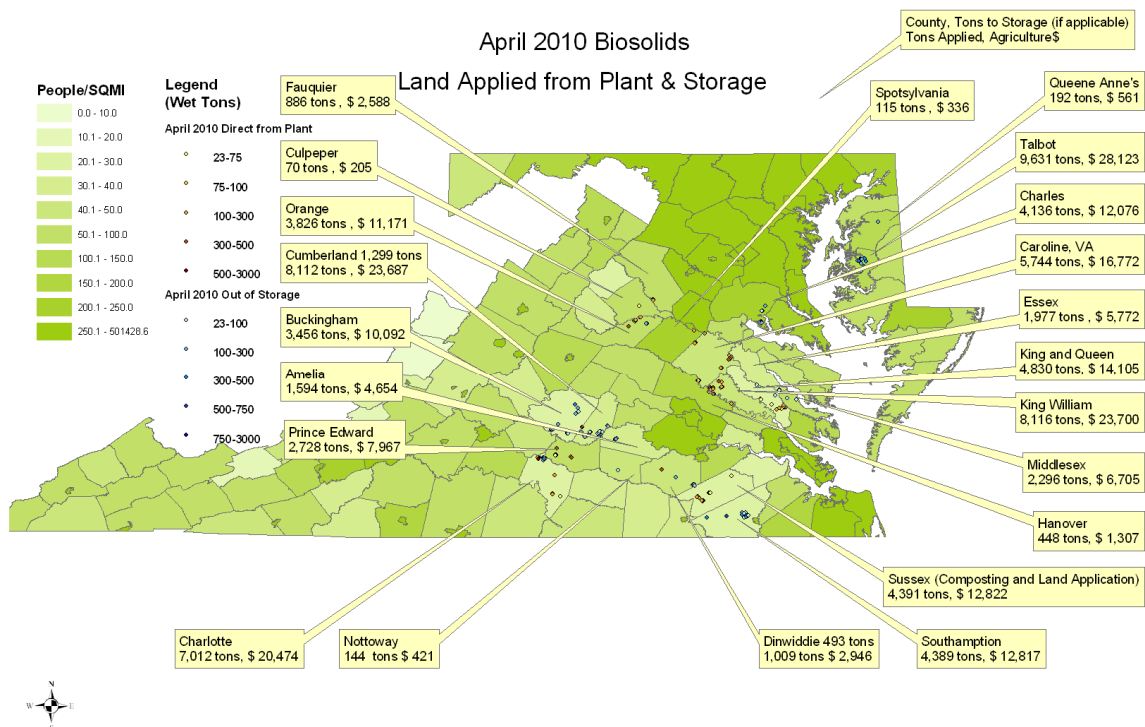 April 2010 Biosolids
Land Applied from Plant & Storage
County, Tons to Storage (if applicable)
Tons Applied, Agriculture$
People/SQMI
0.0 - 10.0
10.1 - 20.0
20.1 - 30.0
30.1 - 40.0
40.1 - 50.0
50.1 - 100.0
100.1 - 150.0
150.1 - 200.0
200.1 - 250.0
250.1 - 501428.6
Legend
(Wet Tons)
April 2010 Direct from Plant
23-75
75-100
100-300
300-500
500-3000
April 2010 Out of Storage
23-100
100-300
300-500
500-750
750-3000
Fauquier
886 tons , $ 2,588
Culpeper
70 tons , $ 205
Orange
3,826 tons , $ 11,171
Cumberland 1,299 tons
8,112 tons , $ 23,687
Buckingham
3,456 tons, $ 10,092
Amelia
1,594 tons, $ 4,654
Prince Edward
2,728 tons, $ 7,967
Spotsylvania
115 tons , $ 336
Queene Anne's
192 tons, $ 561
Talbot
9,631 tons, $ 28,123
Charles
4,136 tons, $ 12,076
Caroline, VA
5,744 tons, $ 16,772
Essex
1,977 tons , $ 5,772
King and Queen
4,830 tons, $ 14,105
King William
8,116 tons, $ 23,700
Middlesex
2,296 tons, $ 6,705
Hanover
448 tons, $ 1,307
Sussex (Composting and Land Application)
4,391 tons, $ 12,822
Charlotte
7,012 tons, $ 20,474
Nottoway
144 tons $ 421
Dinwiddie 493 tons
1,009 tons $ 2,946
Southamption
4,389 tons, $ 12,817
N
W E
S